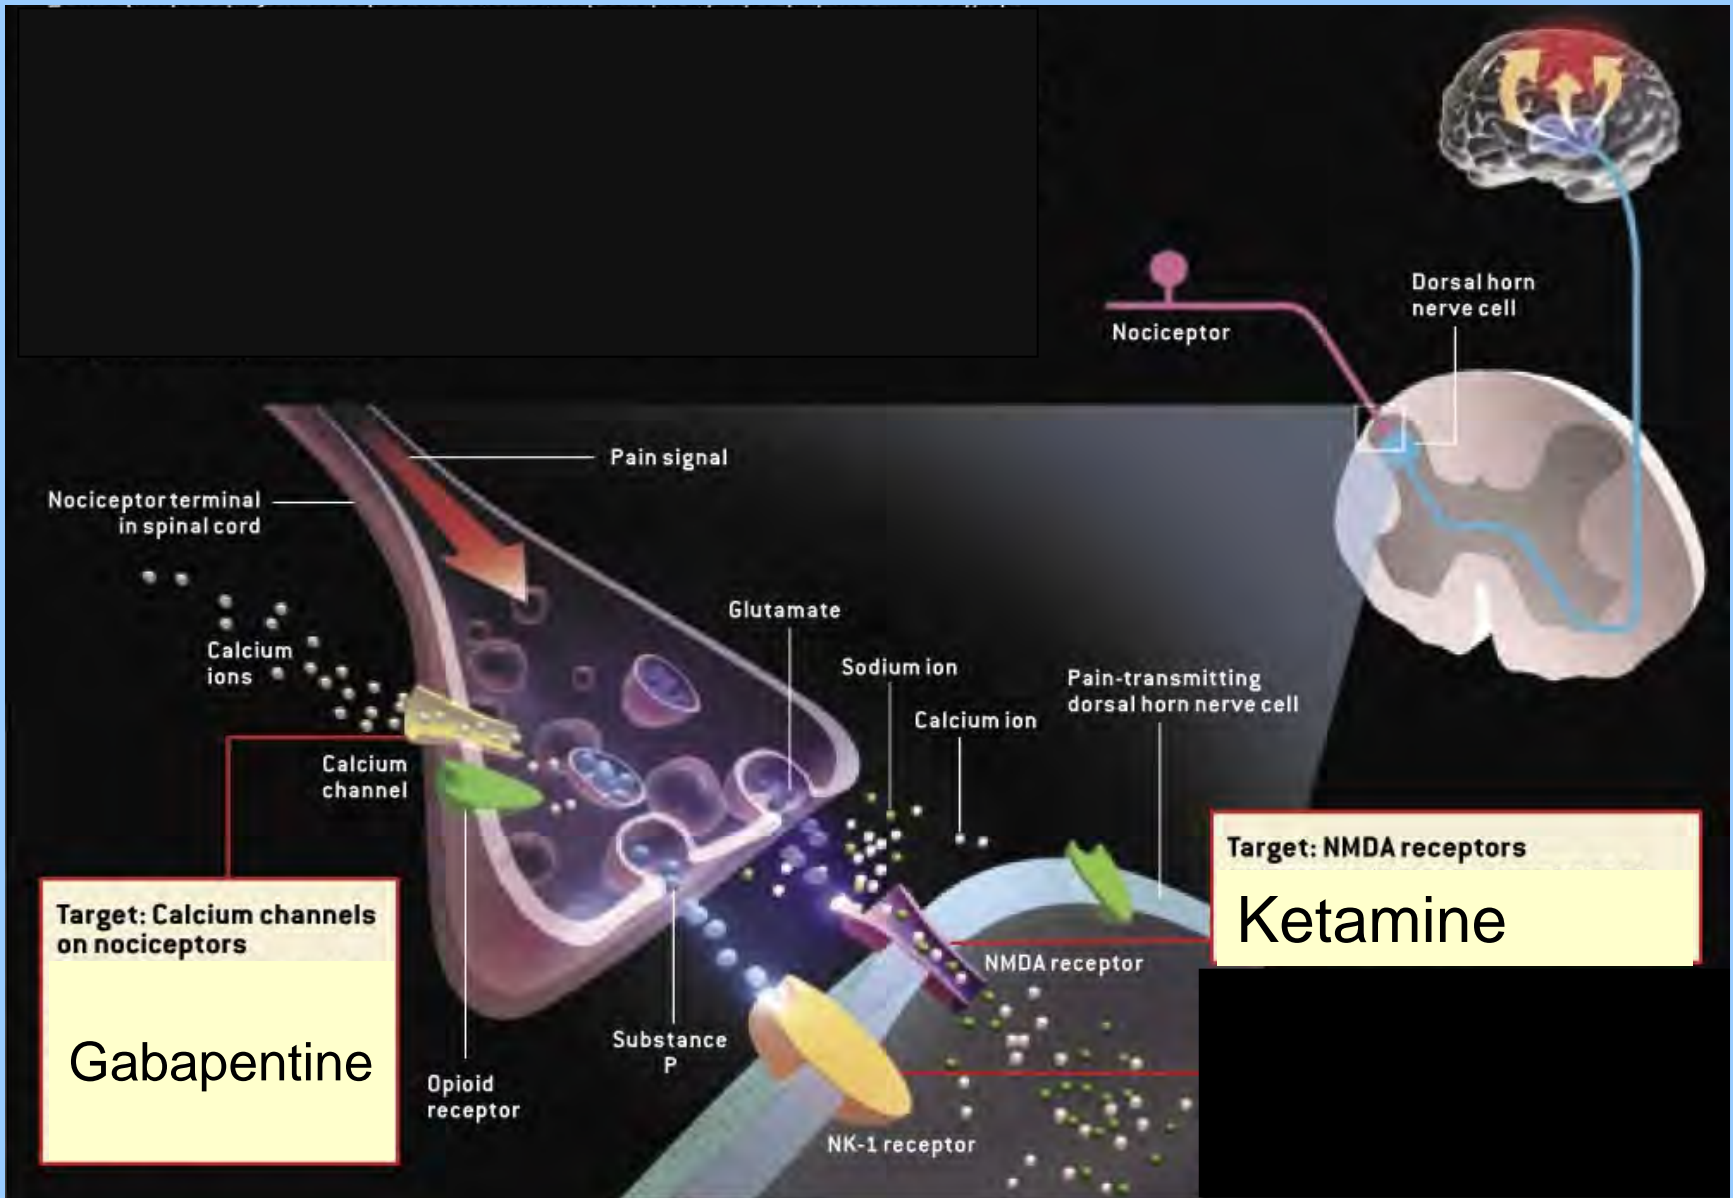 Dorsal horn
nerve cell
Nociceptor
Pain signal
Nociceptor terminal
in spinal cord
Glutamate
Calcium
ions
Sodium ion
Pain-transmitting
dorsal horn nerve cell
Calcium ion
Calcium
channel
Target: NMDA receptors
Ketamine
Target: Calcium channels
on nociceptors
Gabapentine
NMDA receptor
Substance
P
Opioid
receptor
NK-1 receptor